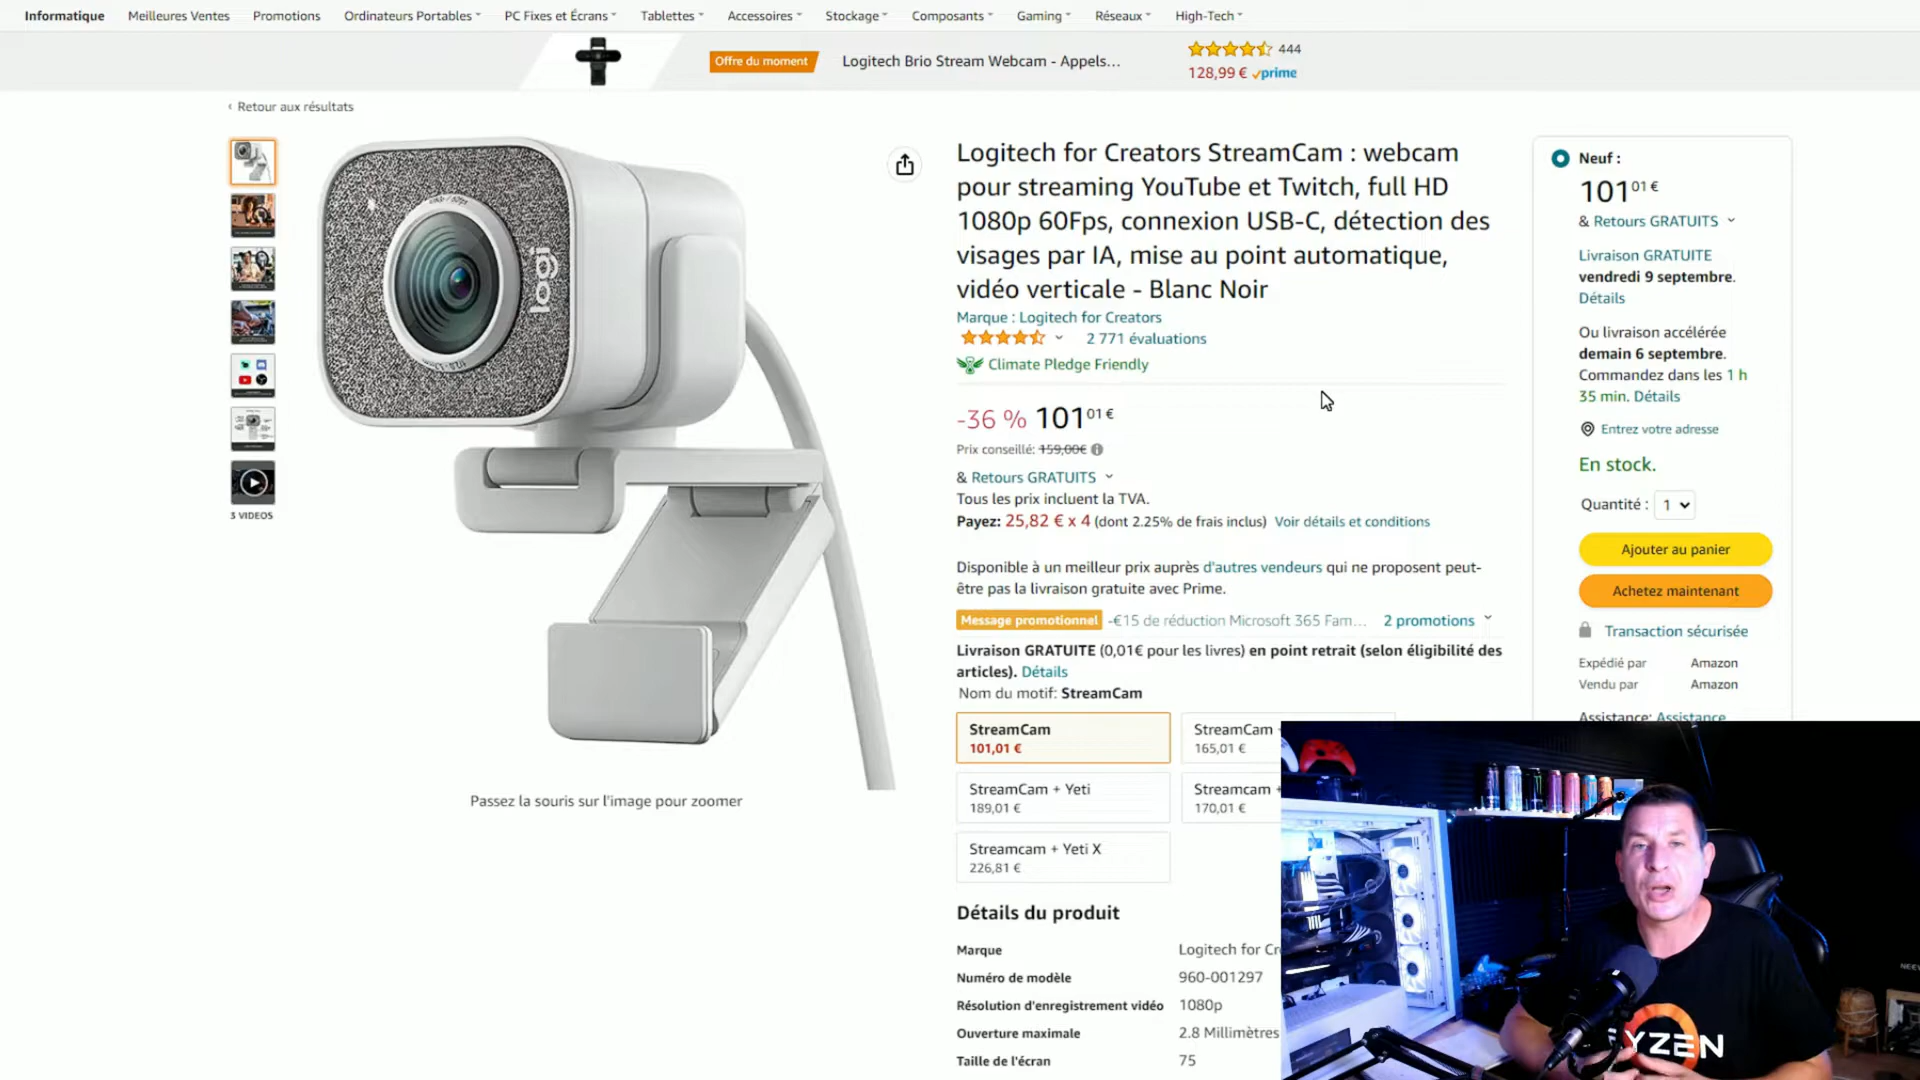 Informatique Meilleures Ventes Promotions Ordinateurs Portables PC Fixes et Écrans Tablettes Accessoires Stockage Composants Gaming Réseaux High-Tech
Offre du moment Logitech Brio Stream Webcam - Appels... 444
128,99 € prime
‹ Retour aux résultats
logi
3 VIDEOS
Passez la souris sur l'image pour zoomer
Logitech for Creators StreamCam : webcam
pour streaming YouTube et Twitch, full HD
1080p 60Fps, connexion USB-C, détection des
visages par IA, mise au point automatique,
vidéo verticale - Blanc Noir
Marque : Logitech for Creators
2 771 évaluations
Climate Pledge Friendly
-36 % 101 01 €
Prix conseillé: 159,00€
& Retours GRATUITS
Tous les prix incluent la TVA.
Payez: 25,82 € x 4 (dont 2.25% de frais inclus) Voir détails et conditions
Disponible à un meilleur prix auprès d'autres vendeurs qui ne proposent peut-
être pas la livraison gratuite avec Prime.
Message promotionnel -€15 de réduction Microsoft 365 Fam... 2 promotions
Livraison GRATUITE (0,01€ pour les livres) en point retrait (selon éligibilité des
articles). Détails
Nom du motif: StreamCam
StreamCam
101,01 €
StreamCam
165,01 €
StreamCam + Yeti
189,01 €
Streamcam +
170,01 €
Streamcam + Yeti X
226,81 €
Détails du produit
Marque Logitech for Cr
Numéro de modèle 960-001297
Résolution d'enregistrement vidéo 1080p
Ouverture maximale 2.8 Millimètres
Taille de l'écran 75
Neuf :
101 01 €
& Retours GRATUITS
Livraison GRATUITE
vendredi 9 septembre.
Détails
Ou livraison accélérée
demain 6 septembre.
Commandez dans les 1 h
35 min. Détails
Entrez votre adresse
En stock.
Quantité : 1
Ajouter au panier
Achetez maintenant
Transaction sécurisée
Expédié par Amazon
Vendu par Amazon
Assistance: Assistance
YZEN